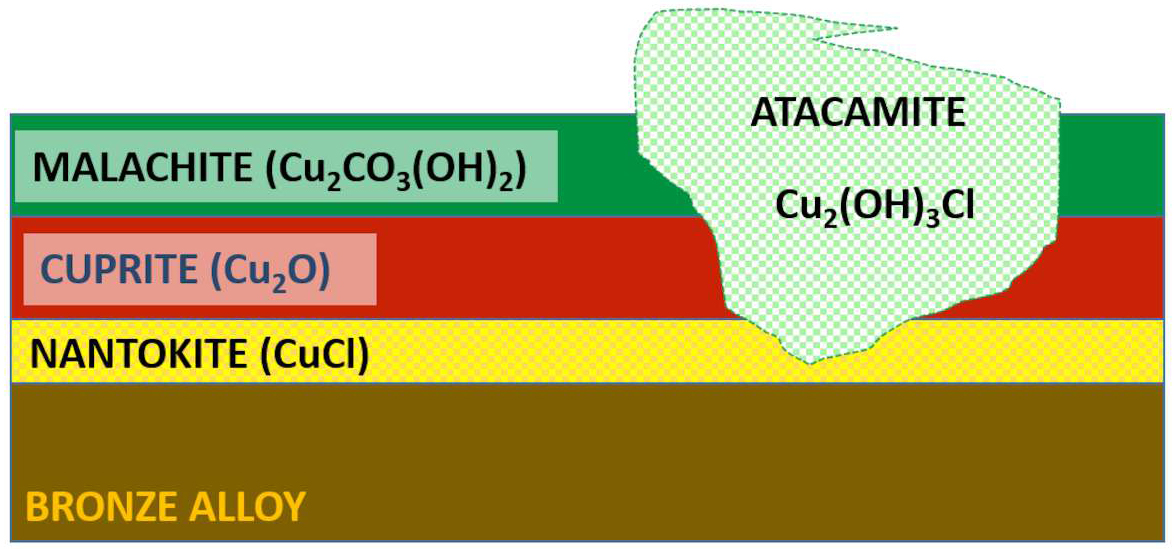 ATACAMITE
MALACHITE (Cu₂CO₃(OH)₂)
Cu₂(OH)₃Cl
CUPRITE (Cu₂O)
NANTOKITE (CuCl)
BRONZE ALLOY